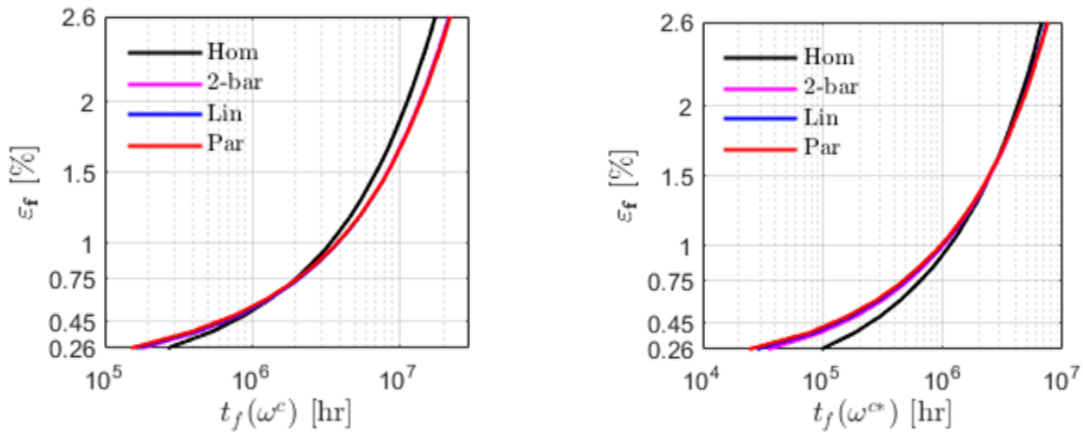 2.6
2
1.5
1
0.75
0.45
0.26
ε_f [%]
Hom
2-bar
Lin
Par
10^5
10^6
10^7
t_f(ω^c) [hr]
2.6
2
1.5
1
0.75
0.45
0.26
ε_f [%]
Hom
2-bar
Lin
Par
10^4
10^5
10^6
10^7
t_f(ω^{c*}) [hr]